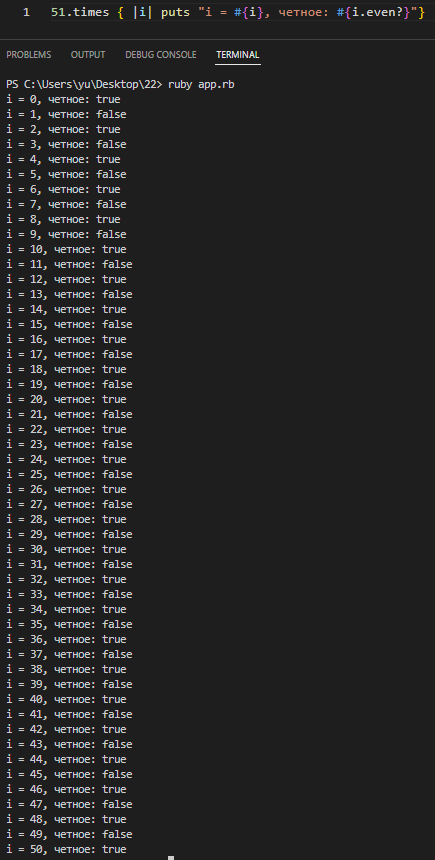 1 51.times { |i| puts "i = #{i}, четное: #{i.even?}"}
PROBLEMS OUTPUT DEBUG CONSOLE TERMINAL
PS C:\Users\yu\Desktop\22> ruby app.rb
i = 0, четное: true
i = 1, четное: false
i = 2, четное: true
i = 3, четное: false
i = 4, четное: true
i = 5, четное: false
i = 6, четное: true
i = 7, четное: false
i = 8, четное: true
i = 9, четное: false
i = 10, четное: true
i = 11, четное: false
i = 12, четное: true
i = 13, четное: false
i = 14, четное: true
i = 15, четное: false
i = 16, четное: true
i = 17, четное: false
i = 18, четное: true
i = 19, четное: false
i = 20, четное: true
i = 21, четное: false
i = 22, четное: true
i = 23, четное: false
i = 24, четное: true
i = 25, четное: false
i = 26, четное: true
i = 27, четное: false
i = 28, четное: true
i = 29, четное: false
i = 30, четное: true
i = 31, четное: false
i = 32, четное: true
i = 33, четное: false
i = 34, четное: true
i = 35, четное: false
i = 36, четное: true
i = 37, четное: false
i = 38, четное: true
i = 39, четное: false
i = 40, четное: true
i = 41, четное: false
i = 42, четное: true
i = 43, четное: false
i = 44, четное: true
i = 45, четное: false
i = 46, четное: true
i = 47, четное: false
i = 48, четное: true
i = 49, четное: false
i = 50, четное: true